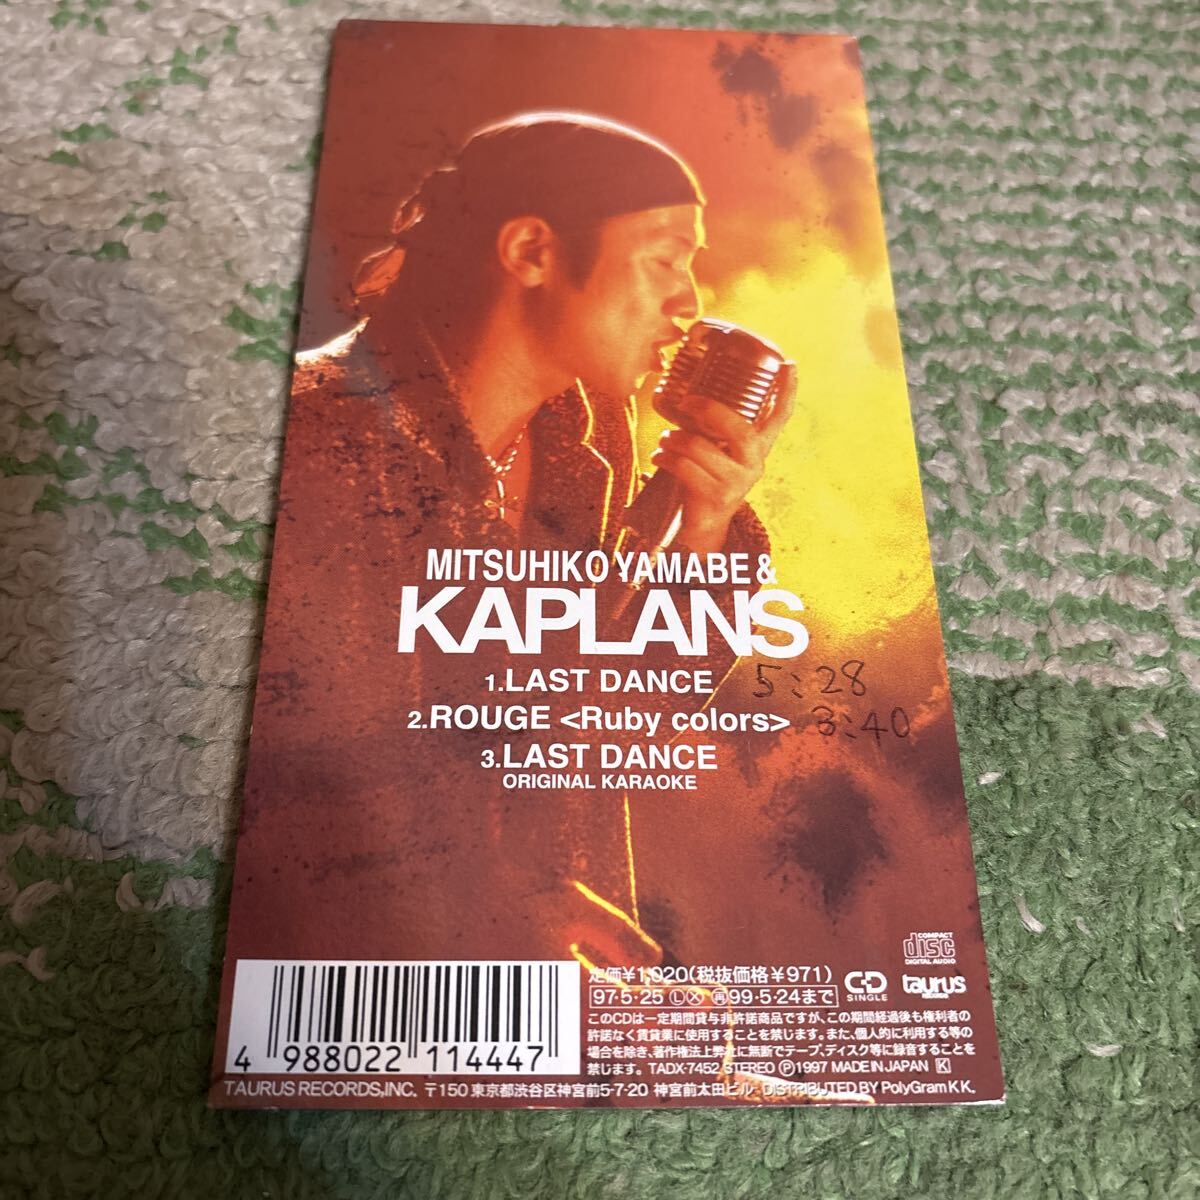 MITSUHIKO YAMABE &
KAPLANS
1.LAST DANCE 5:28
2.ROUGE <Ruby colors> 3:40
3.LAST DANCE
ORIGINAL KARAOKE
COMPACT
disc
DIGITAL AUDIO
定価¥1,020(税抜価格¥971)
97・5・25 Ⓛ Ⓧ 再 99・5・24まで
CD
SINGLE
taurus
RECORDS
このCDは一定期間貸与非許諾商品ですが、この期間経過後も権利者の
許諾なく賃貸業に使用することを禁じます。また、個人的に利用する等の
場合を除き、著作権法上弊社に無断でテープ、ディスク等に録音することを
禁じます。 TADX-7452 STEREO Ⓟ1997 MADE IN JAPAN K
4 988022 114447
TAURUS RECORDS,INC. 〒150 東京都渋谷区神宮前5-7-20 神宮前太田ビル・DISTRIBUTED BY PolyGram K.K.